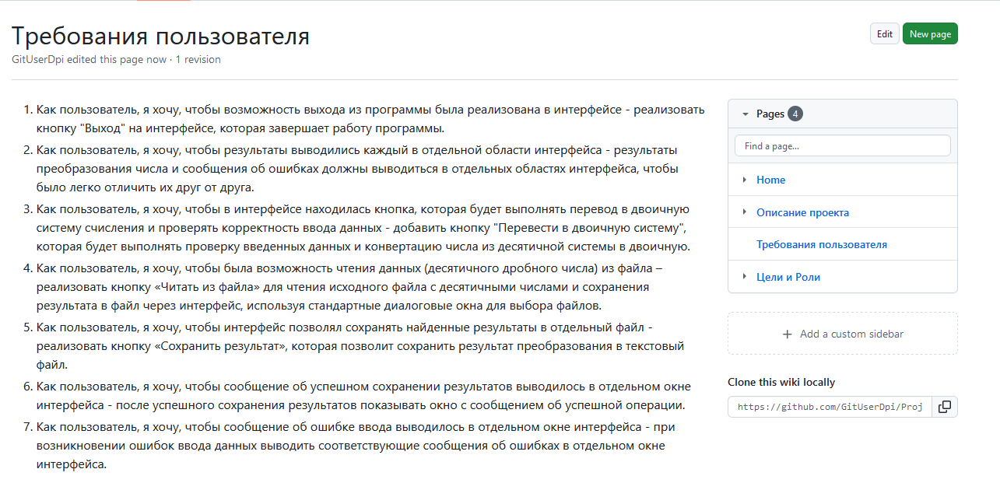 Требования пользователя
Edit
New page
GitUserDpi edited this page now · 1 revision
1. Как пользователь, я хочу, чтобы возможность выхода из программы была реализована в интерфейсе - реализовать
кнопку "Выход" на интерфейсе, которая завершает работу программы.
2. Как пользователь, я хочу, чтобы результаты выводились каждый в отдельной области интерфейса - результаты
преобразования числа и сообщения об ошибках должны выводиться в отдельных областях интерфейса, чтобы
было легко отличить их друг от друга.
3. Как пользователь, я хочу, чтобы в интерфейсе находилась кнопка, которая будет выполнять перевод в двоичную
систему счисления и проверять корректность ввода данных - добавить кнопку "Перевести в двоичную систему",
которая будет выполнять проверку введенных данных и конвертацию числа из десятичной системы в двоичную.
4. Как пользователь, я хочу, чтобы была возможность чтения данных (десятичного дробного числа) из файла –
реализовать кнопку «Читать из файла» для чтения исходного файла с десятичными числами и сохранения
результата в файл через интерфейс, используя стандартные диалоговые окна для выбора файлов.
5. Как пользователь, я хочу, чтобы интерфейс позволял сохранять найденные результаты в отдельный файл -
реализовать кнопку «Сохранить результат», которая позволит сохранить результат преобразования в текстовый
файл.
6. Как пользователь, я хочу, чтобы сообщение об успешном сохранении результатов выводилось в отдельном окне
интерфейса - после успешного сохранения результатов показывать окно с сообщением об успешной операции.
7. Как пользователь, я хочу, чтобы сообщение об ошибке ввода выводилось в отдельном окне интерфейса - при
возникновении ошибок ввода данных выводить соответствующие сообщения об ошибках в отдельном окне
интерфейса.
Pages 4
Find a page...
Home
Описание проекта
Требования пользователя
Цели и Роли
+ Add a custom sidebar
Clone this wiki locally
https://github.com/GitUserDpi/Proj